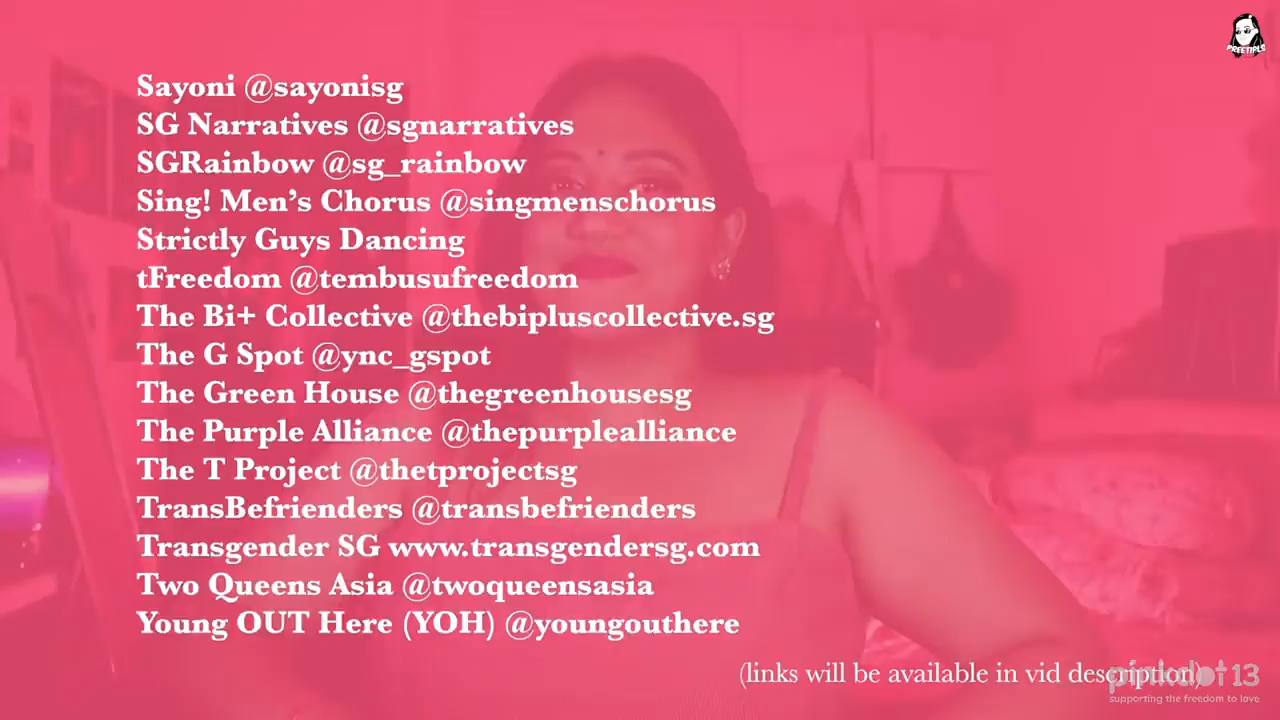 PREETIPLS
Sayoni @sayonisg
SG Narratives @sgnarratives
SGRainbow @sg_rainbow
Sing! Men’s Chorus @singmenschorus
Strictly Guys Dancing
tFreedom @tembusufreedom
The Bi+ Collective @thebipluscollective.sg
The G Spot @ync_gspot
The Green House @thegreenhousesg
The Purple Alliance @thepurplealliance
The T Project @thetprojectsg
TransBefrienders @transbefrienders
Transgender SG www.transgendersg.com
Two Queens Asia @twoqueensasia
Young OUT Here (YOH) @youngouthere
(links will be available in vid description)
pinkdot 13
supporting the freedom to love